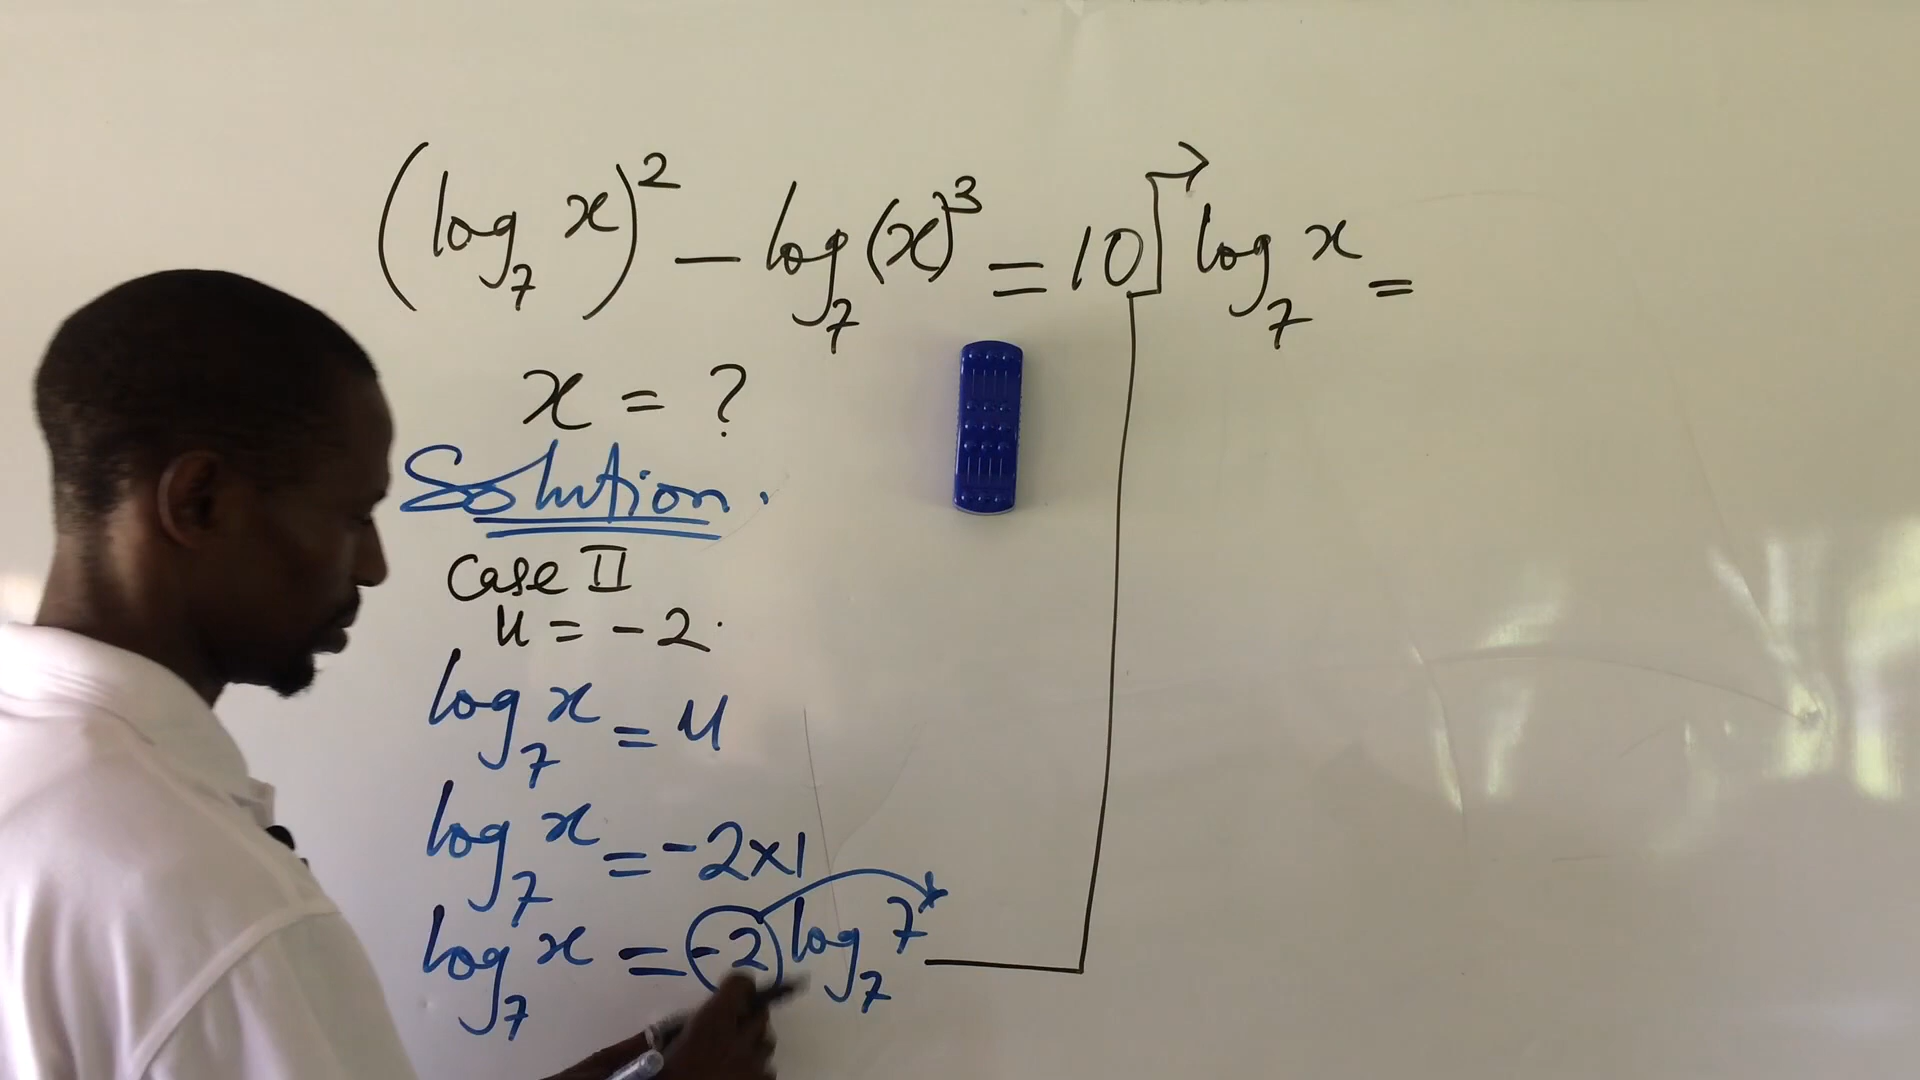 (log₇ x)² − log₇(x)³ = 10
x = ?
Solution.
Case II
u = -2.
log₇ x = u
log₇ x = -2×1
log₇ x = -2 log₇ 7
log₇ x =